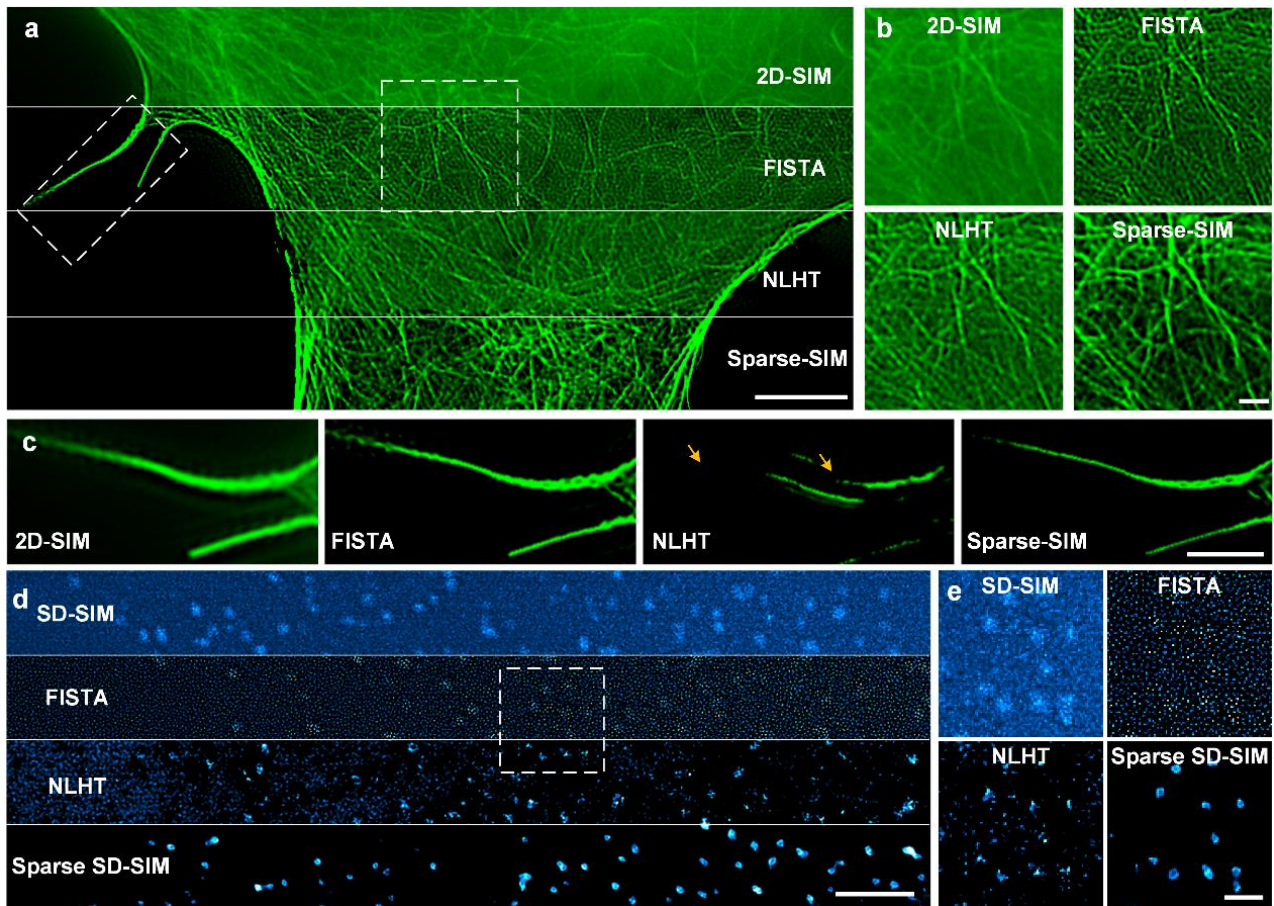 a
2D-SIM
FISTA
NLHT
Sparse-SIM
b
2D-SIM
FISTA
NLHT
Sparse-SIM
c
2D-SIM
FISTA
NLHT
Sparse-SIM
d
SD-SIM
FISTA
NLHT
Sparse SD-SIM
e
SD-SIM
FISTA
NLHT
Sparse SD-SIM